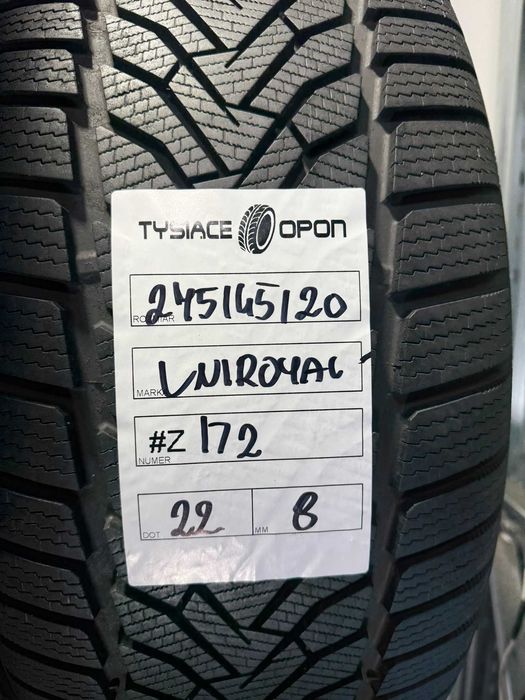 TYSIACE OPON
245/45/20
ROZMIAR
UNIROYAL
MARKA
#Z 172
NUMER
22 8
DOT MM